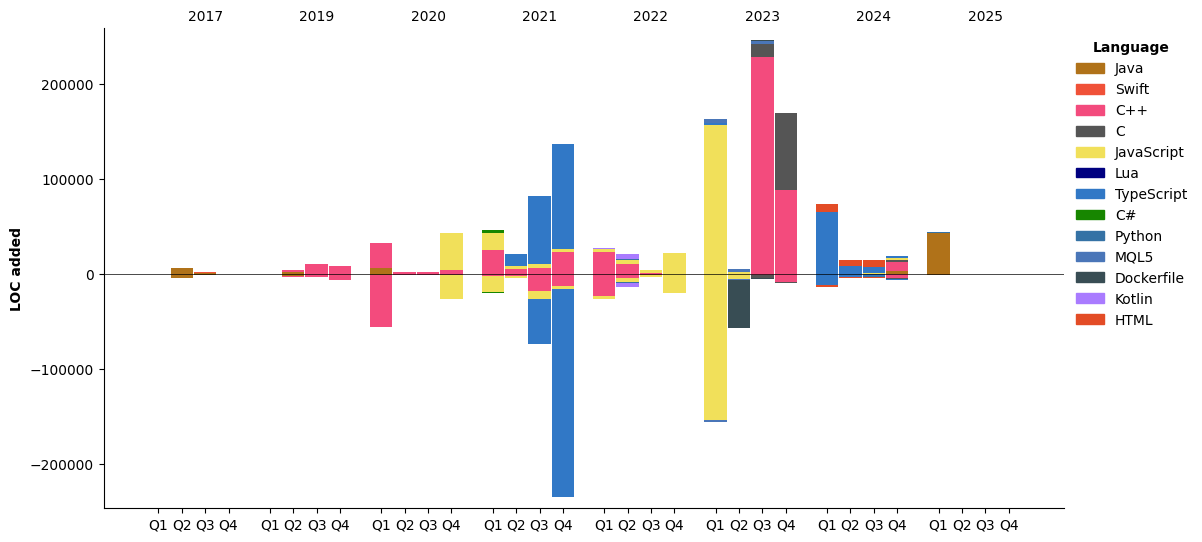 2017 2019 2020 2021 2022 2023 2024 2025
LOC added
200000
100000
0
−100000
−200000
Q1 Q2 Q3 Q4 Q1 Q2 Q3 Q4 Q1 Q2 Q3 Q4 Q1 Q2 Q3 Q4 Q1 Q2 Q3 Q4 Q1 Q2 Q3 Q4 Q1 Q2 Q3 Q4 Q1 Q2 Q3 Q4
Language
Java
Swift
C++
C
JavaScript
Lua
TypeScript
C#
Python
MQL5
Dockerfile
Kotlin
HTML